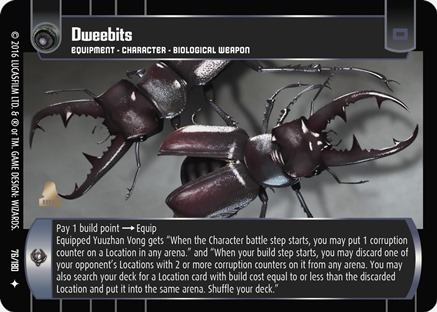 Dweebits
EQUIPMENT - CHARACTER - BIOLOGICAL WEAPON
Pay 1 build point → Equip
Equipped Yuuzhan Vong gets "When the Character battle step starts, you may put 1 corruption
counter on a Location in any arena." and "When your build step starts, you may discard one of
your opponent's Locations with 2 or more corruption counters on it from any arena. You may
also search your deck for a Location card with build cost equal to or less than the discarded
Location and put it into the same arena. Shuffle your deck."
© 2016 LUCASFILM LTD. & ® or TM. GAME DESIGN: WIZARDS.